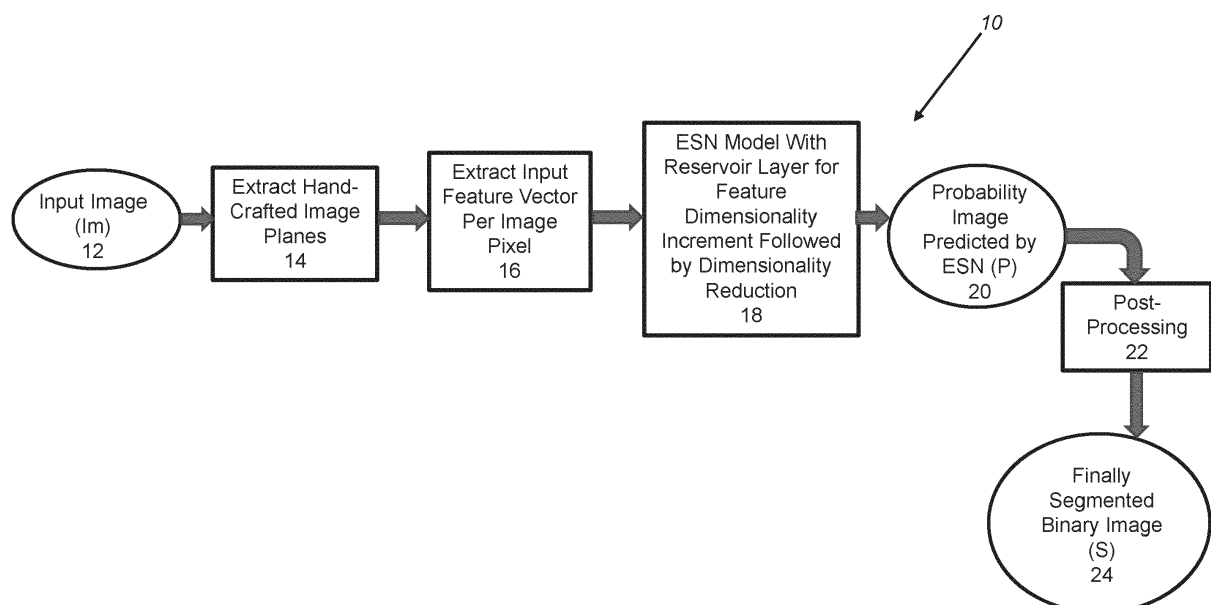 10
Input Image
(Im)
12
Extract Hand-
Crafted Image
Planes
14
Extract Input
Feature Vector
Per Image
Pixel
16
ESN Model With
Reservoir Layer for
Feature
Dimensionality
Increment Followed
by Dimensionality
Reduction
18
Probability
Image
Predicted by
ESN (P)
20
Post-
Processing
22
Finally
Segmented
Binary Image
(S)
24